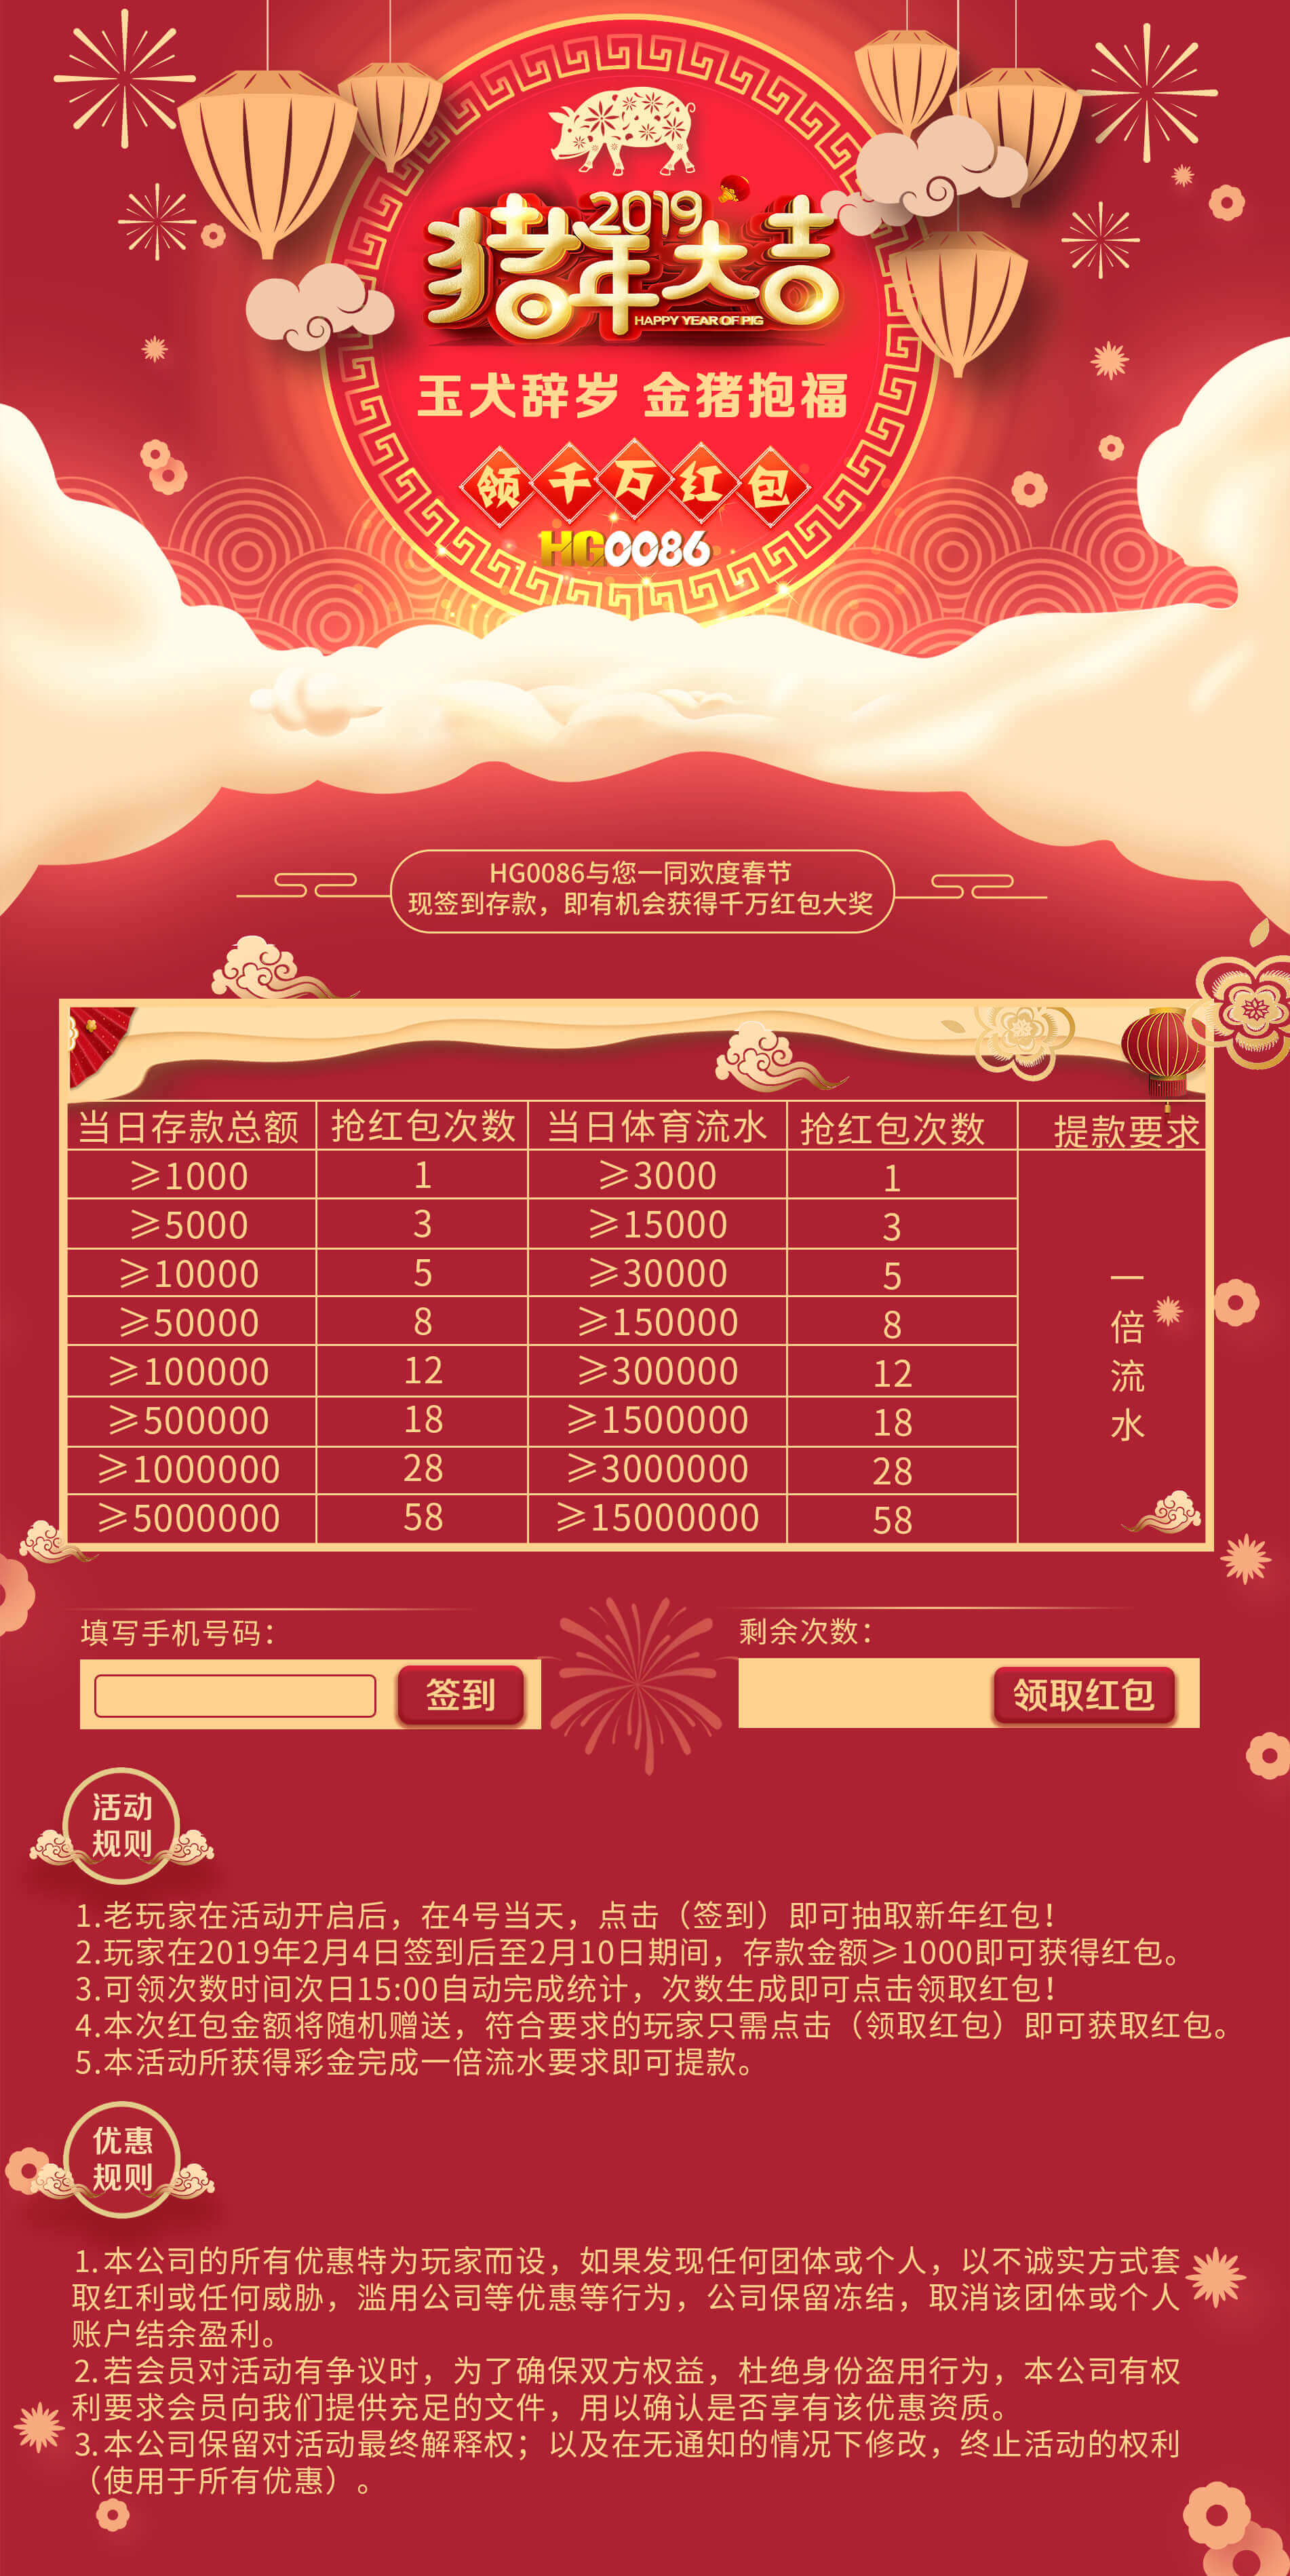 2019
猪年大吉
HAPPY YEAR OF PIG
玉犬辞岁 金猪抱福
领千万红包
HG0086
HG0086与您一同欢度春节
现签到存款，即有机会获得千万红包大奖
当日存款总额 抢红包次数 当日体育流水 抢红包次数 提款要求
≥1000 1 ≥3000 1
≥5000 3 ≥15000 3
≥10000 5 ≥30000 5
≥50000 8 ≥150000 8
≥100000 12 ≥300000 12
≥500000 18 ≥1500000 18
≥1000000 28 ≥3000000 28
≥5000000 58 ≥15000000 58
一倍流水
填写手机号码：
签到
剩余次数：
领取红包
活动
规则
1.老玩家在活动开启后，在4号当天，点击（签到）即可抽取新年红包！
2.玩家在2019年2月4日签到后至2月10日期间，存款金额≥1000即可获得红包。
3.可领次数时间次日15:00自动完成统计，次数生成即可点击领取红包！
4.本次红包金额将随机赠送，符合要求的玩家只需点击（领取红包）即可获取红包。
5.本活动所获得彩金完成一倍流水要求即可提款。
优惠
规则
1.本公司的所有优惠特为玩家而设，如果发现任何团体或个人，以不诚实方式套
取红利或任何威胁，滥用公司等优惠等行为，公司保留冻结，取消该团体或个人
账户结余盈利。
2.若会员对活动有争议时，为了确保双方权益，杜绝身份盗用行为，本公司有权
利要求会员向我们提供充足的文件，用以确认是否享有该优惠资质。
3.本公司保留对活动最终解释权；以及在无通知的情况下修改，终止活动的权利
（使用于所有优惠）。